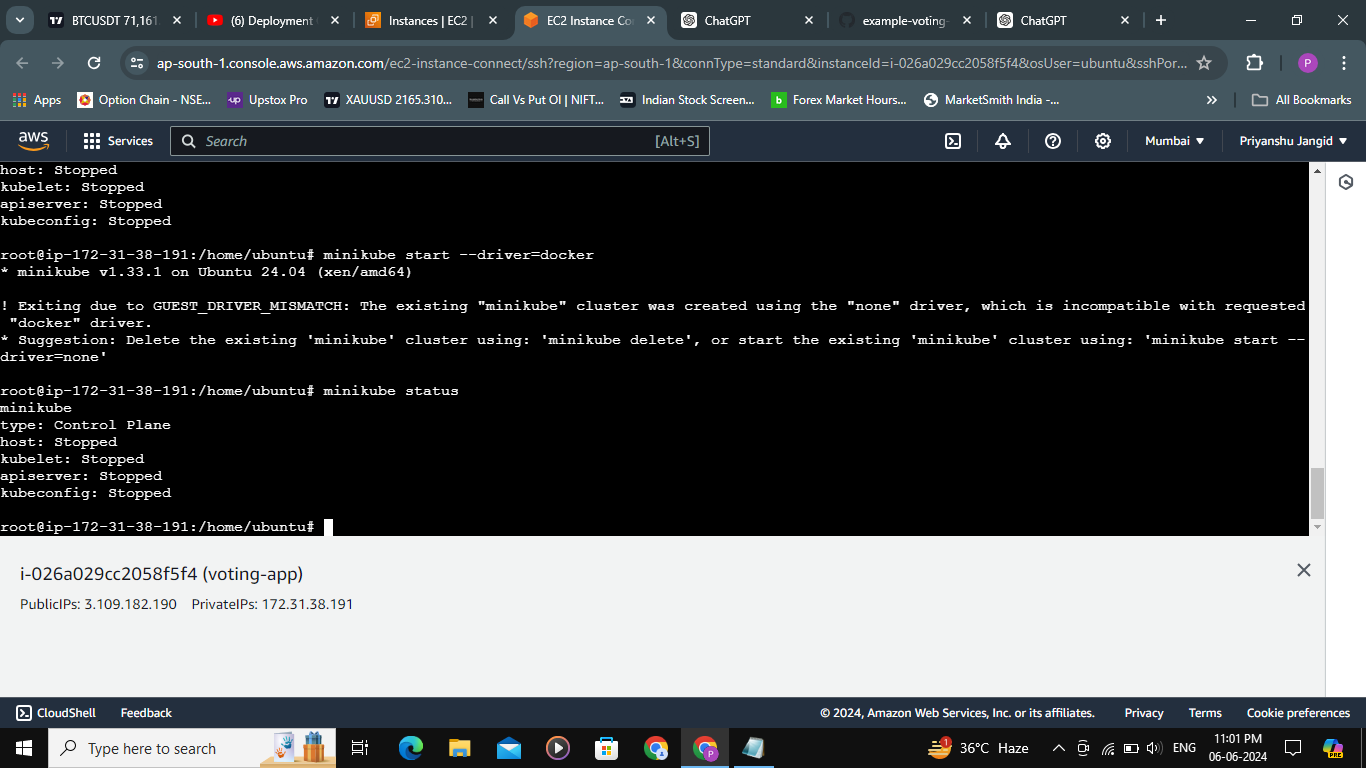 BTCUSDT 71,161
(6) Deployment
Instances | EC2 |
EC2 Instance Co
ChatGPT
example-voting-
ChatGPT
ap-south-1.console.aws.amazon.com/ec2-instance-connect/ssh?region=ap-south-1&connType=standard&instanceId=i-026a029cc2058f5f4&osUser=ubuntu&sshPor...
P
Apps
Option Chain - NSE...
up Upstox Pro
XAUUSD 2165.310...
Call Vs Put OI | NIFT...
Indian Stock Screen...
b Forex Market Hours...
MarketSmith India -...
»
All Bookmarks
aws
Services
Search
[Alt+S]
Mumbai
Priyanshu Jangid
host: Stopped
kubelet: Stopped
apiserver: Stopped
kubeconfig: Stopped
root@ip-172-31-38-191:/home/ubuntu# minikube start --driver=docker
* minikube v1.33.1 on Ubuntu 24.04 (xen/amd64)
! Exiting due to GUEST_DRIVER_MISMATCH: The existing "minikube" cluster was created using the "none" driver, which is incompatible with requested
"docker" driver.
* Suggestion: Delete the existing 'minikube' cluster using: 'minikube delete', or start the existing 'minikube' cluster using: 'minikube start --
driver=none'
root@ip-172-31-38-191:/home/ubuntu# minikube status
minikube
type: Control Plane
host: Stopped
kubelet: Stopped
apiserver: Stopped
kubeconfig: Stopped
root@ip-172-31-38-191:/home/ubuntu#
i-026a029cc2058f5f4 (voting-app)
PublicIPs: 3.109.182.190 PrivateIPs: 172.31.38.191
CloudShell
Feedback
© 2024, Amazon Web Services, Inc. or its affiliates.
Privacy
Terms
Cookie preferences
Type here to search
1
36°C Haze
ENG
11:01 PM
06-06-2024